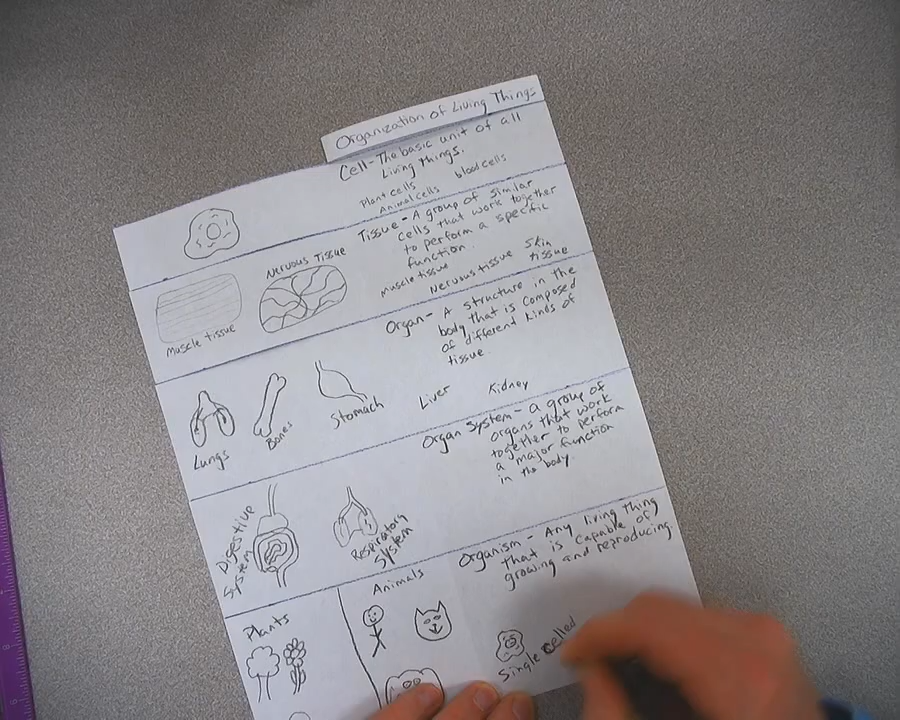 Organization of Living Things
Cell - The basic unit of all
Living things.
Plant cells
Animal cells
blood cells
Tissue - A group of similar
cells that work together
to perform a specific
function.
Muscle tissue
Nervous tissue
Skin
tissue
Nervous Tissue
Muscle tissue
Organ - A structure in the
body that is composed
of different kinds of
tissue.
Lungs
Bones
Stomach
Liver
Kidney
Organ System - a group of
organs that work
together to perform
a major function
in the body.
Digestive
System
Respiratory
System
Organism - Any living thing
that is capable of
growing and reproducing.
Plants
Animals
Single celled